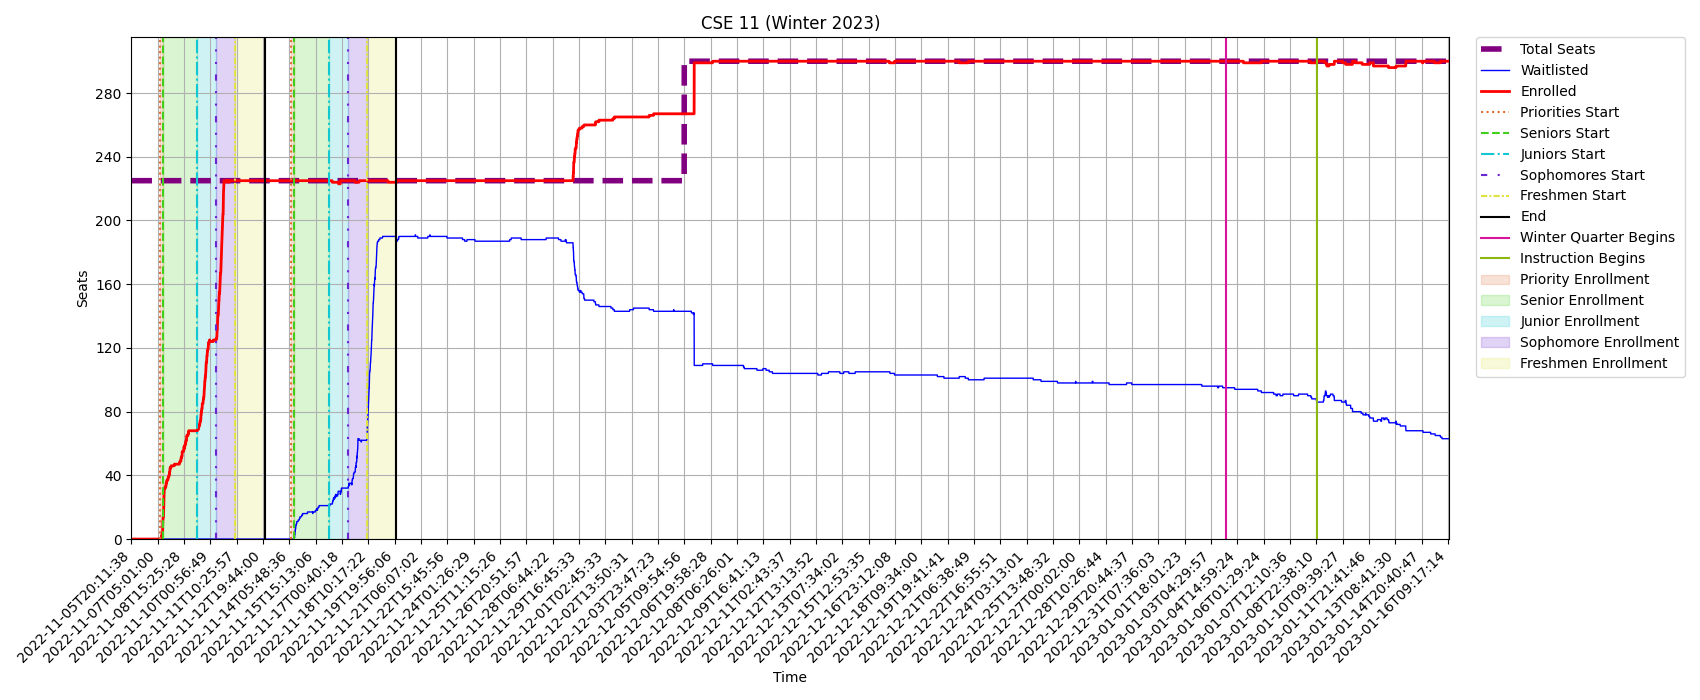 CSE 11 (Winter 2023)
Seats
280
240
200
160
120
80
40
0
2022-11-05T20:11:38
2022-11-07T05:01:00
2022-11-08T15:25:28
2022-11-10T00:56:49
2022-11-11T10:25:57
2022-11-12T19:44:00
2022-11-14T05:48:36
2022-11-15T15:13:06
2022-11-17T00:40:18
2022-11-18T10:17:22
2022-11-19T19:56:06
2022-11-21T06:07:02
2022-11-22T15:45:56
2022-11-24T01:26:29
2022-11-25T11:15:26
2022-11-26T20:51:57
2022-11-28T06:44:22
2022-11-29T16:45:33
2022-12-01T02:45:33
2022-12-02T13:50:31
2022-12-03T23:47:23
2022-12-05T09:54:56
2022-12-06T19:58:28
2022-12-08T06:26:01
2022-12-09T16:41:13
2022-12-11T02:43:37
2022-12-12T12:13:52
2022-12-13T07:34:02
2022-12-15T12:53:35
2022-12-16T23:12:08
2022-12-18T09:34:00
2022-12-19T19:41:41
2022-12-21T06:38:49
2022-12-22T16:55:51
2022-12-24T03:13:01
2022-12-25T13:48:32
2022-12-27T00:02:00
2022-12-28T10:26:44
2022-12-29T20:44:37
2022-12-31T07:36:03
2023-01-01T18:01:23
2023-01-03T04:29:57
2023-01-04T14:59:24
2023-01-06T01:29:24
2023-01-07T12:10:36
2023-01-08T22:38:10
2023-01-10T09:39:27
2023-01-11T21:41:46
2023-01-13T08:41:30
2023-01-14T20:40:47
2023-01-16T09:17:14
Time
Total Seats
Waitlisted
Enrolled
Priorities Start
Seniors Start
Juniors Start
Sophomores Start
Freshmen Start
End
Winter Quarter Begins
Instruction Begins
Priority Enrollment
Senior Enrollment
Junior Enrollment
Sophomore Enrollment
Freshmen Enrollment